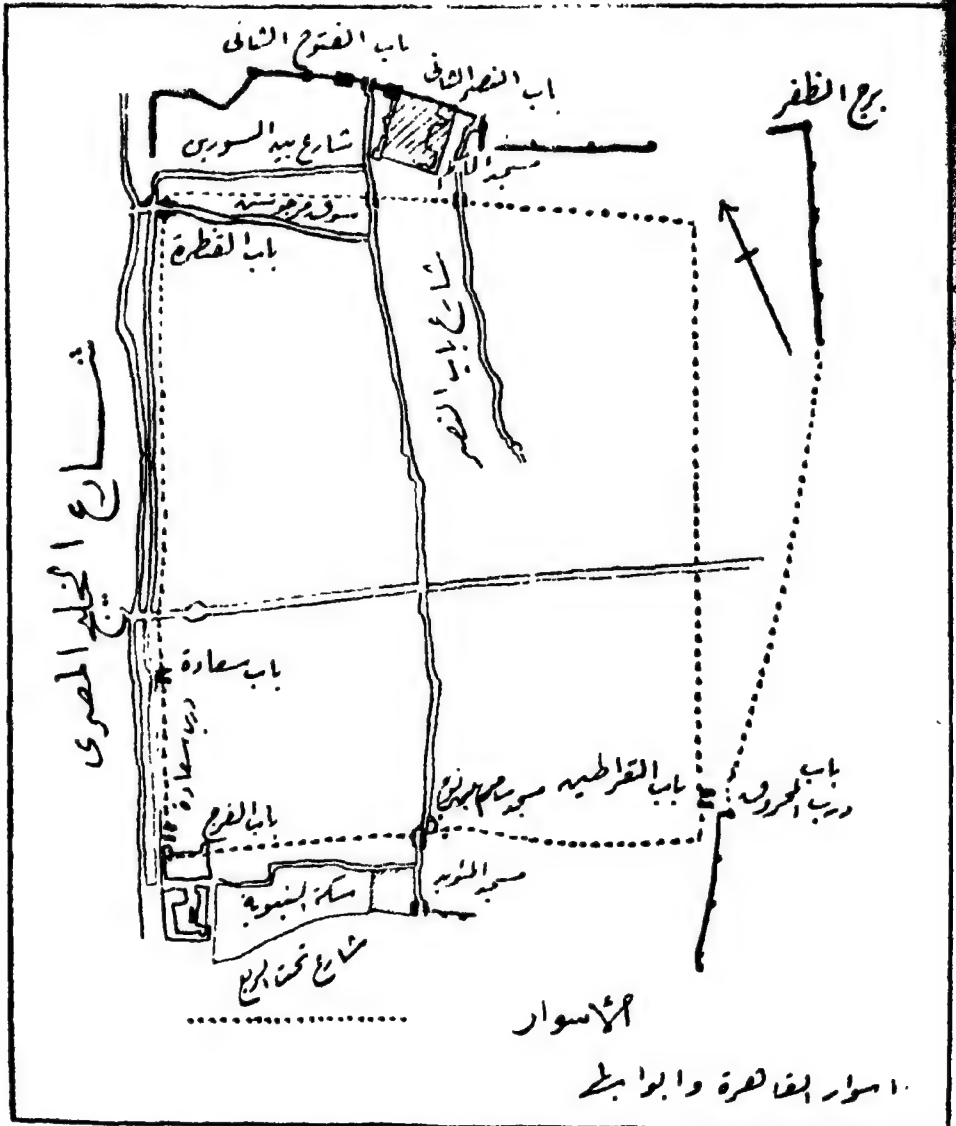 باب الفتوح الثانى
باب النصر الثانى
برج الظفر
شارع بين السورين
مسجد الحاكم
سوق مرجوش
باب القنطرة
شارع باب النصر
شـــارع الخليج المصرى
باب سعادة
درب سعادة
باب القراطين
باب
درب المحروق
مسجد سام بن نوح
باب الفرج
مسجد المؤيد
سكة النبوية
شارع تحت الربع
الأسوار
اسوار القاهرة وابوابها